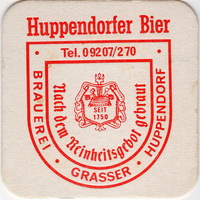 Huppendorfer Bier
Tel. 09207/270
BRAUEREI · GRASSER · HUPPENDORF
Nach dem Reinheitsgebot gebraut
SEIT
1750